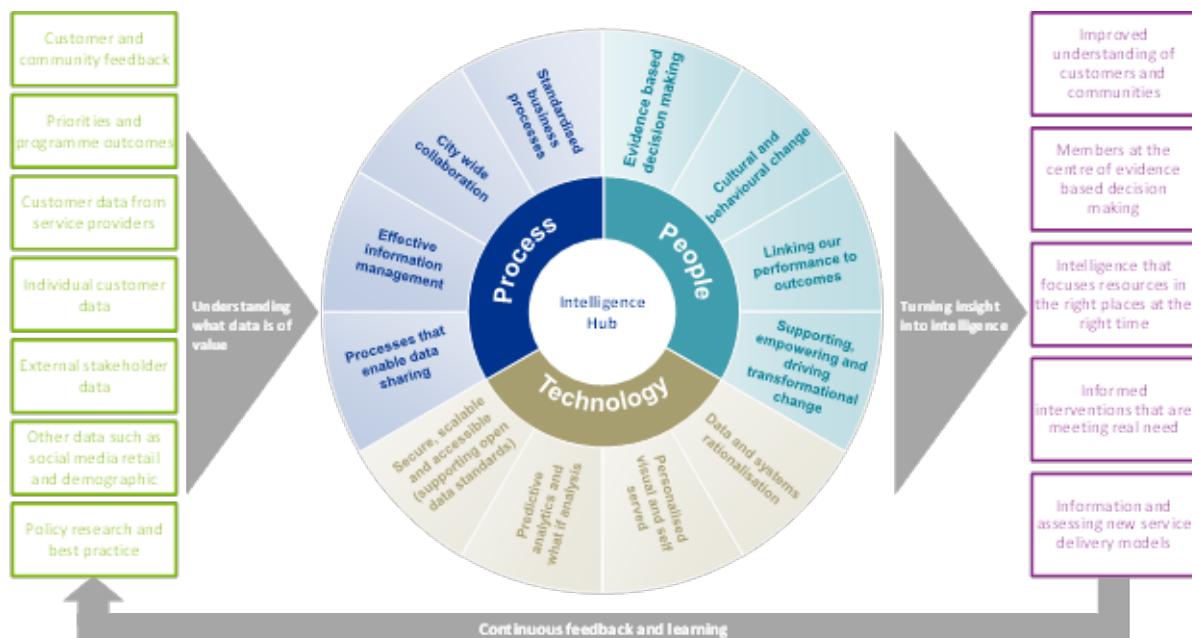 Customer and
community feedback
Priorities and
programme outcomes
Customer data from
service providers
Individual customer
data
External stakeholder
data
Other data such as
social media retail
and demographic
Policy research and
best practice
Understanding
what data is of
value
Standardised
business
processes
City wide
collaboration
Effective
information
management
Processes that
enable data
sharing
Process
Evidence based
decision making
Cultural and
behavioural change
Linking our
performance to
outcomes
Supporting,
empowering and
driving
transformational
change
People
Intelligence
Hub
Technology
Secure, scalable
and accessible
(supporting open
data standards)
Predictive
analytics and
what if analysis
Personalised
visual and self
served
Data and systems
rationalisation
Turning insight
into intelligence
Improved
understanding of
customers and
communities
Members at the
centre of evidence
based decision
making
Intelligence that
focuses resources in
the right places at the
right time
Informed
interventions that are
meeting real need
Information and
assessing new service
delivery models
Continuous feedback and learning